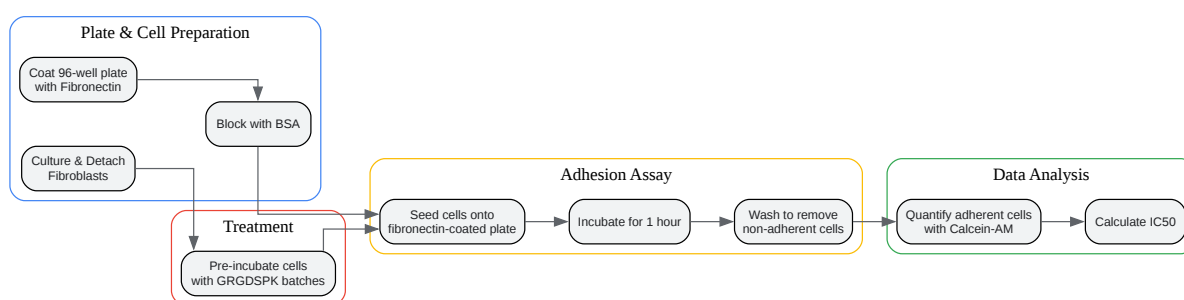 Plate & Cell Preparation
Coat 96-well plate
with Fibronectin
Block with BSA
Culture & Detach
Fibroblasts
Treatment
Pre-incubate cells
with GRGDSPK batches
Adhesion Assay
Seed cells onto
fibronectin-coated plate
Incubate for 1 hour
Wash to remove
non-adherent cells
Data Analysis
Quantify adherent cells
with Calcein-AM
Calculate IC50